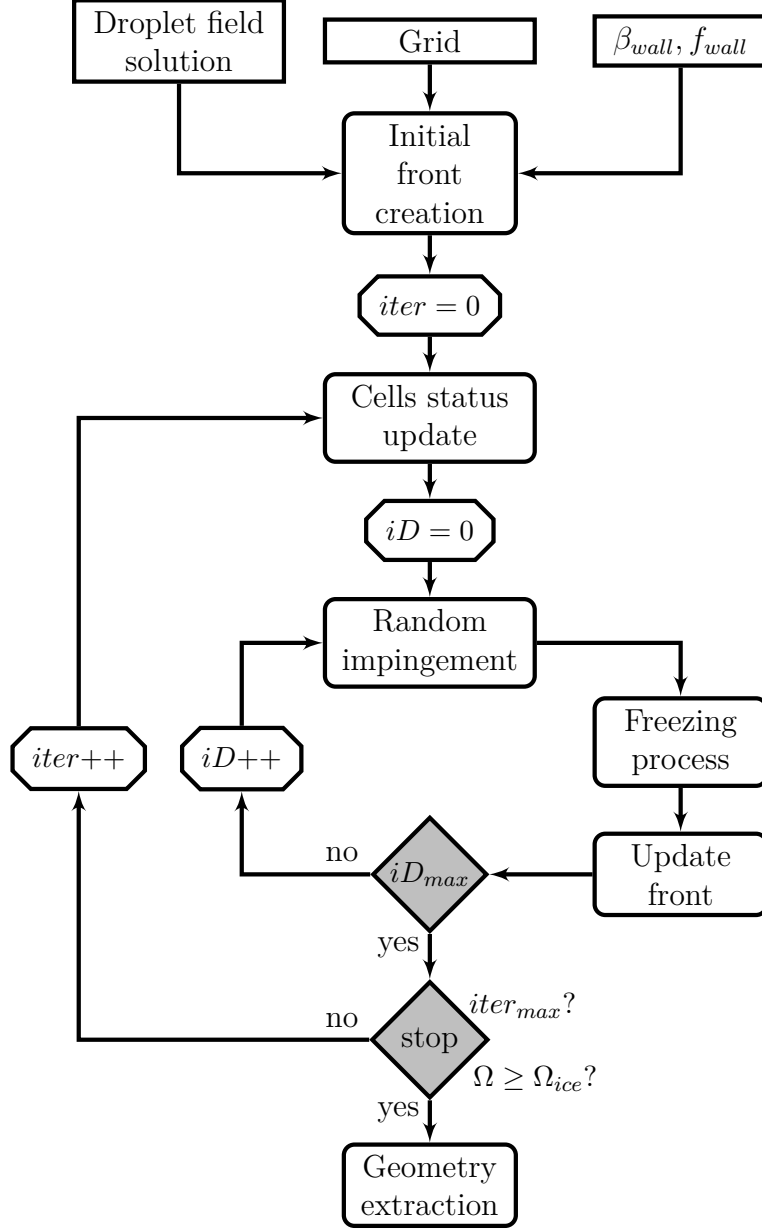 Droplet field
solution
Grid
β_wall, f_wall
Initial
front
creation
iter = 0
Cells status
update
iD = 0
Random
impingement
Freezing
process
iter++
iD++
Update
front
no
iD_max
yes
iter_max?
no
stop
Ω ≥ Ω_ice?
yes
Geometry
extraction